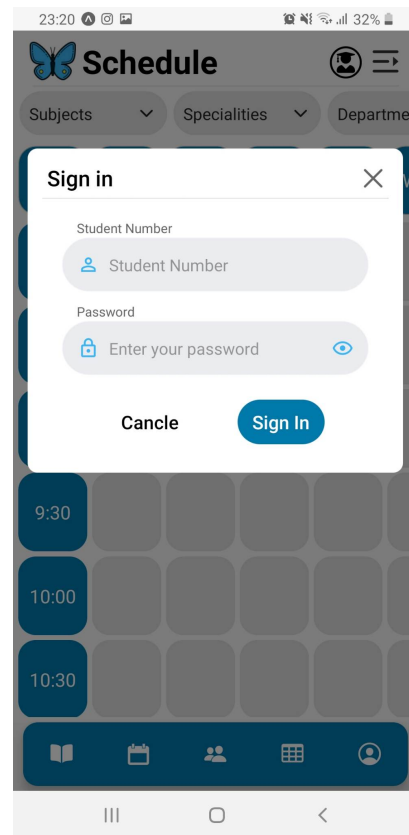 23:20 32%
Schedule
Subjects Specialities Departme
Sign in
Student Number
Student Number
Password
Enter your password
Cancle Sign In
9:30
10:00
10:30